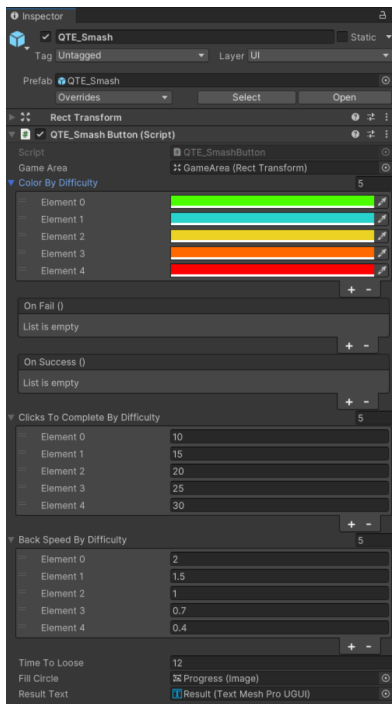 Inspector
QTE_Smash
Static
Tag Untagged Layer UI
Prefab QTE_Smash
Overrides Select Open
Rect Transform
QTE_Smash Button (Script)
Script QTE_SmashButton
Game Area GameArea (Rect Transform)
Color By Difficulty 5
Element 0
Element 1
Element 2
Element 3
Element 4
+ -
On Fail ()
List is empty
+ -
On Success ()
List is empty
+ -
Clicks To Complete By Difficulty 5
Element 0 10
Element 1 15
Element 2 20
Element 3 25
Element 4 30
+ -
Back Speed By Difficulty 5
Element 0 2
Element 1 1.5
Element 2 1
Element 3 0.7
Element 4 0.4
+ -
Time To Loose 12
Fill Circle Progress (Image)
Result Text Result (Text Mesh Pro UGUI)